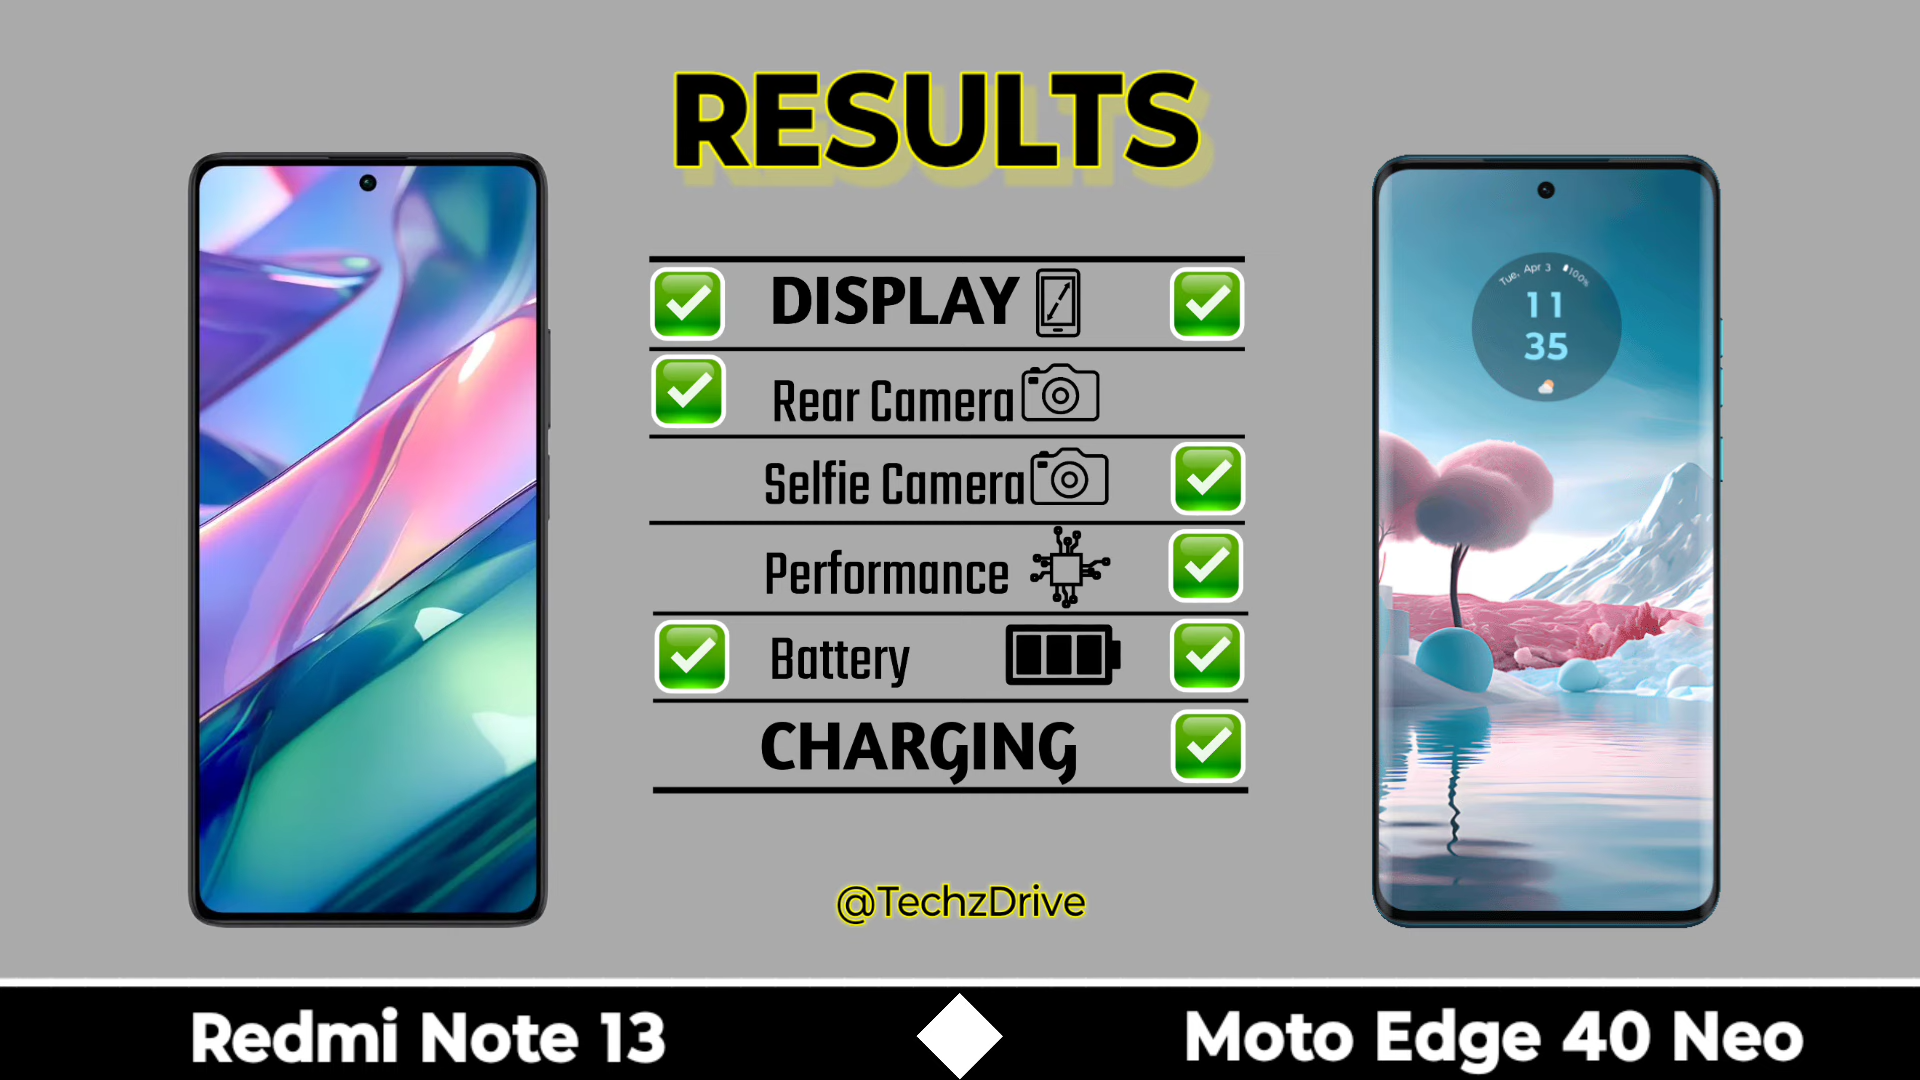 RESULTS
Tue, Apr 3 100%
11
35
DISPLAY
Rear Camera
Selfie Camera
Performance
Battery
CHARGING
@TechzDrive
Redmi Note 13
Moto Edge 40 Neo